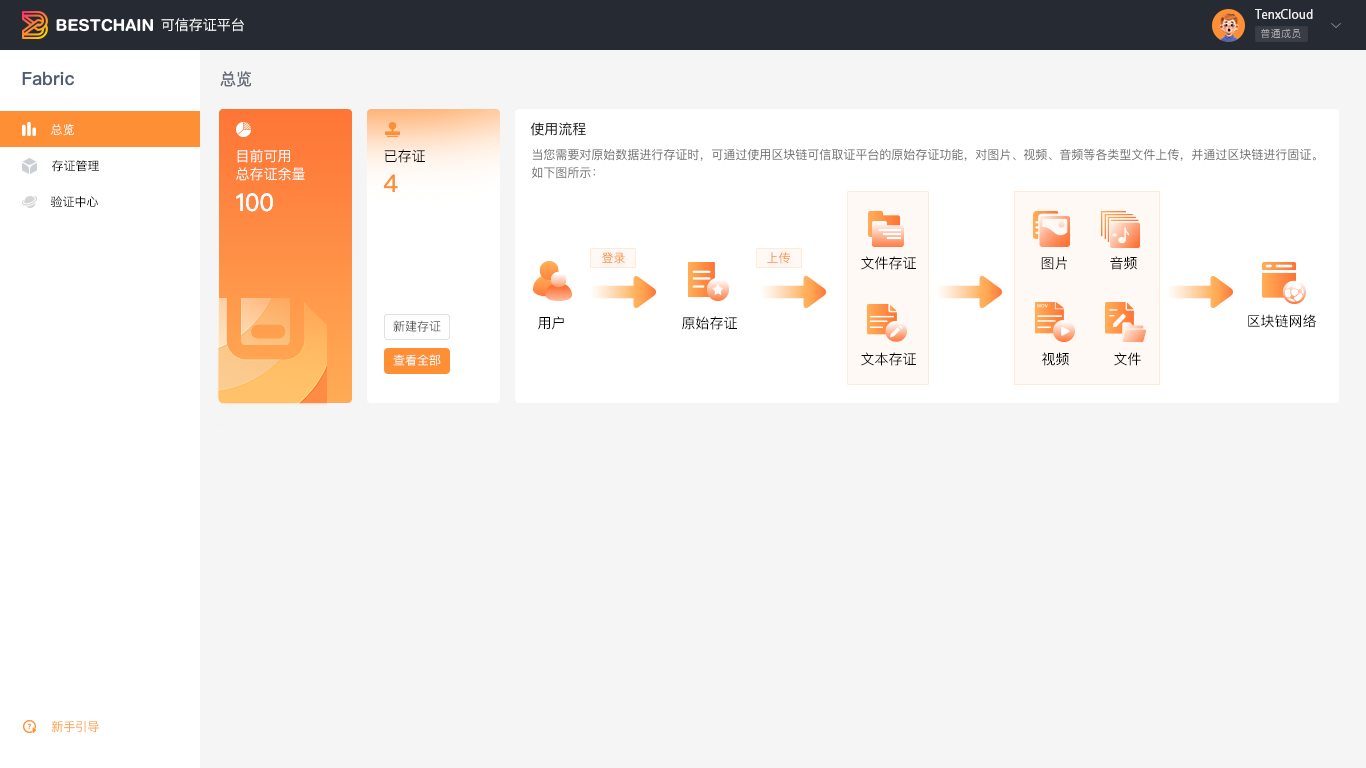 BESTCHAIN 可信存证平台
TenxCloud
普通成员
Fabric
总览
存证管理
验证中心
新手引导
总览
目前可用
总存证余量
100
已存证
4
新建存证
查看全部
使用流程
当您需要对原始数据进行存证时，可通过使用区块链可信取证平台的原始存证功能，对图片、视频、音频等各类型文件上传，并通过区块链进行固证。
如下图所示：
用户
登录
原始存证
上传
文件存证
文本存证
图片
音频
MOV
视频
文件
区块链网络